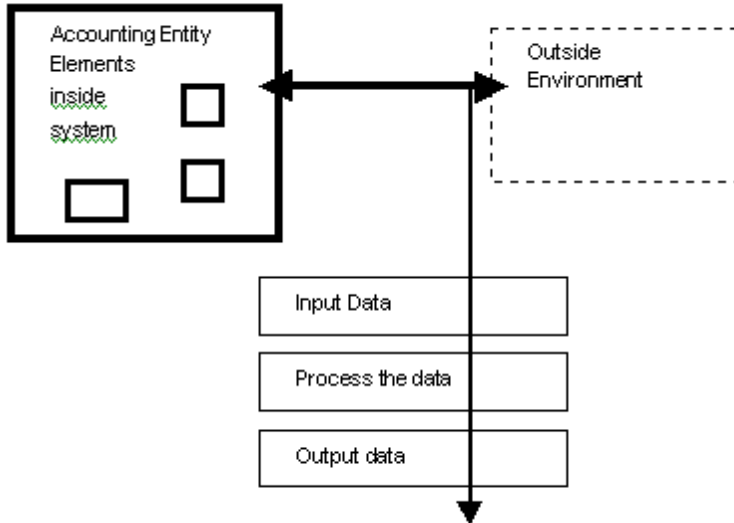 Accounting Entity
Elements
inside
system
Outside
Environment
Input Data
Process the data
Output data